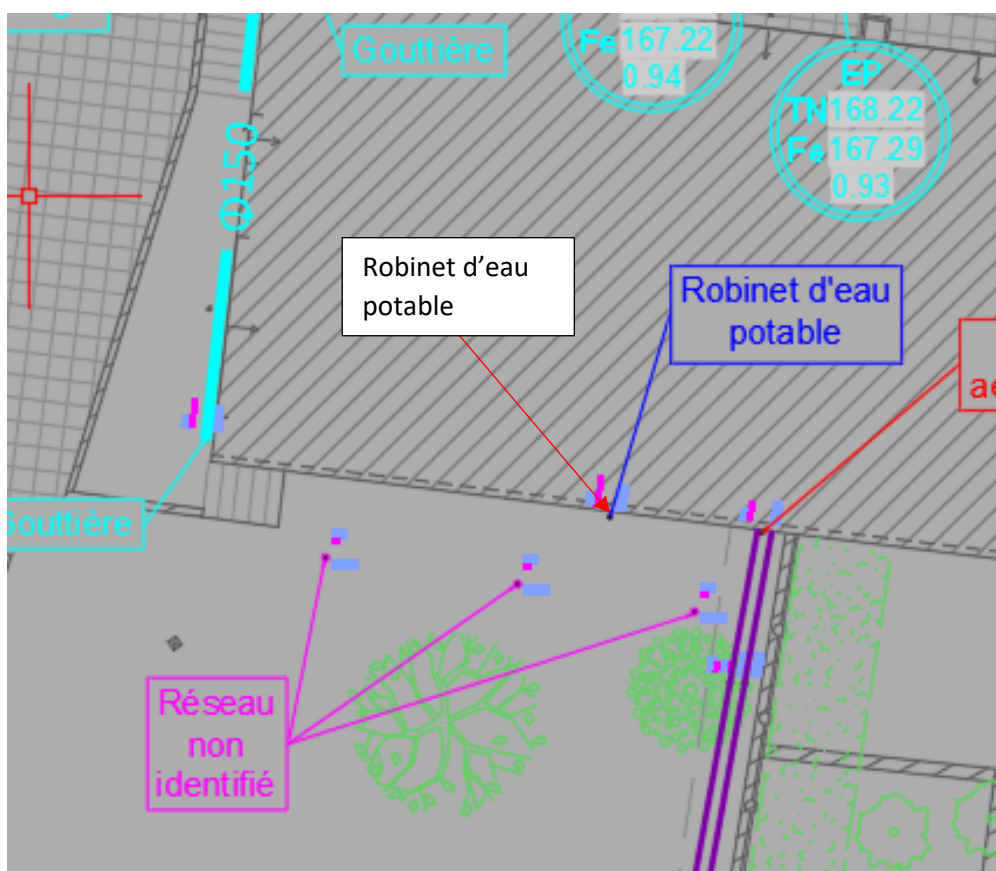 Gouttière
Fe 167.22
0.94
EP
TN 168.22
Fe 167.29
0.93
Φ150
Robinet d’eau
potable
Robinet d'eau
potable
Gouttière
Réseau
non
identifié